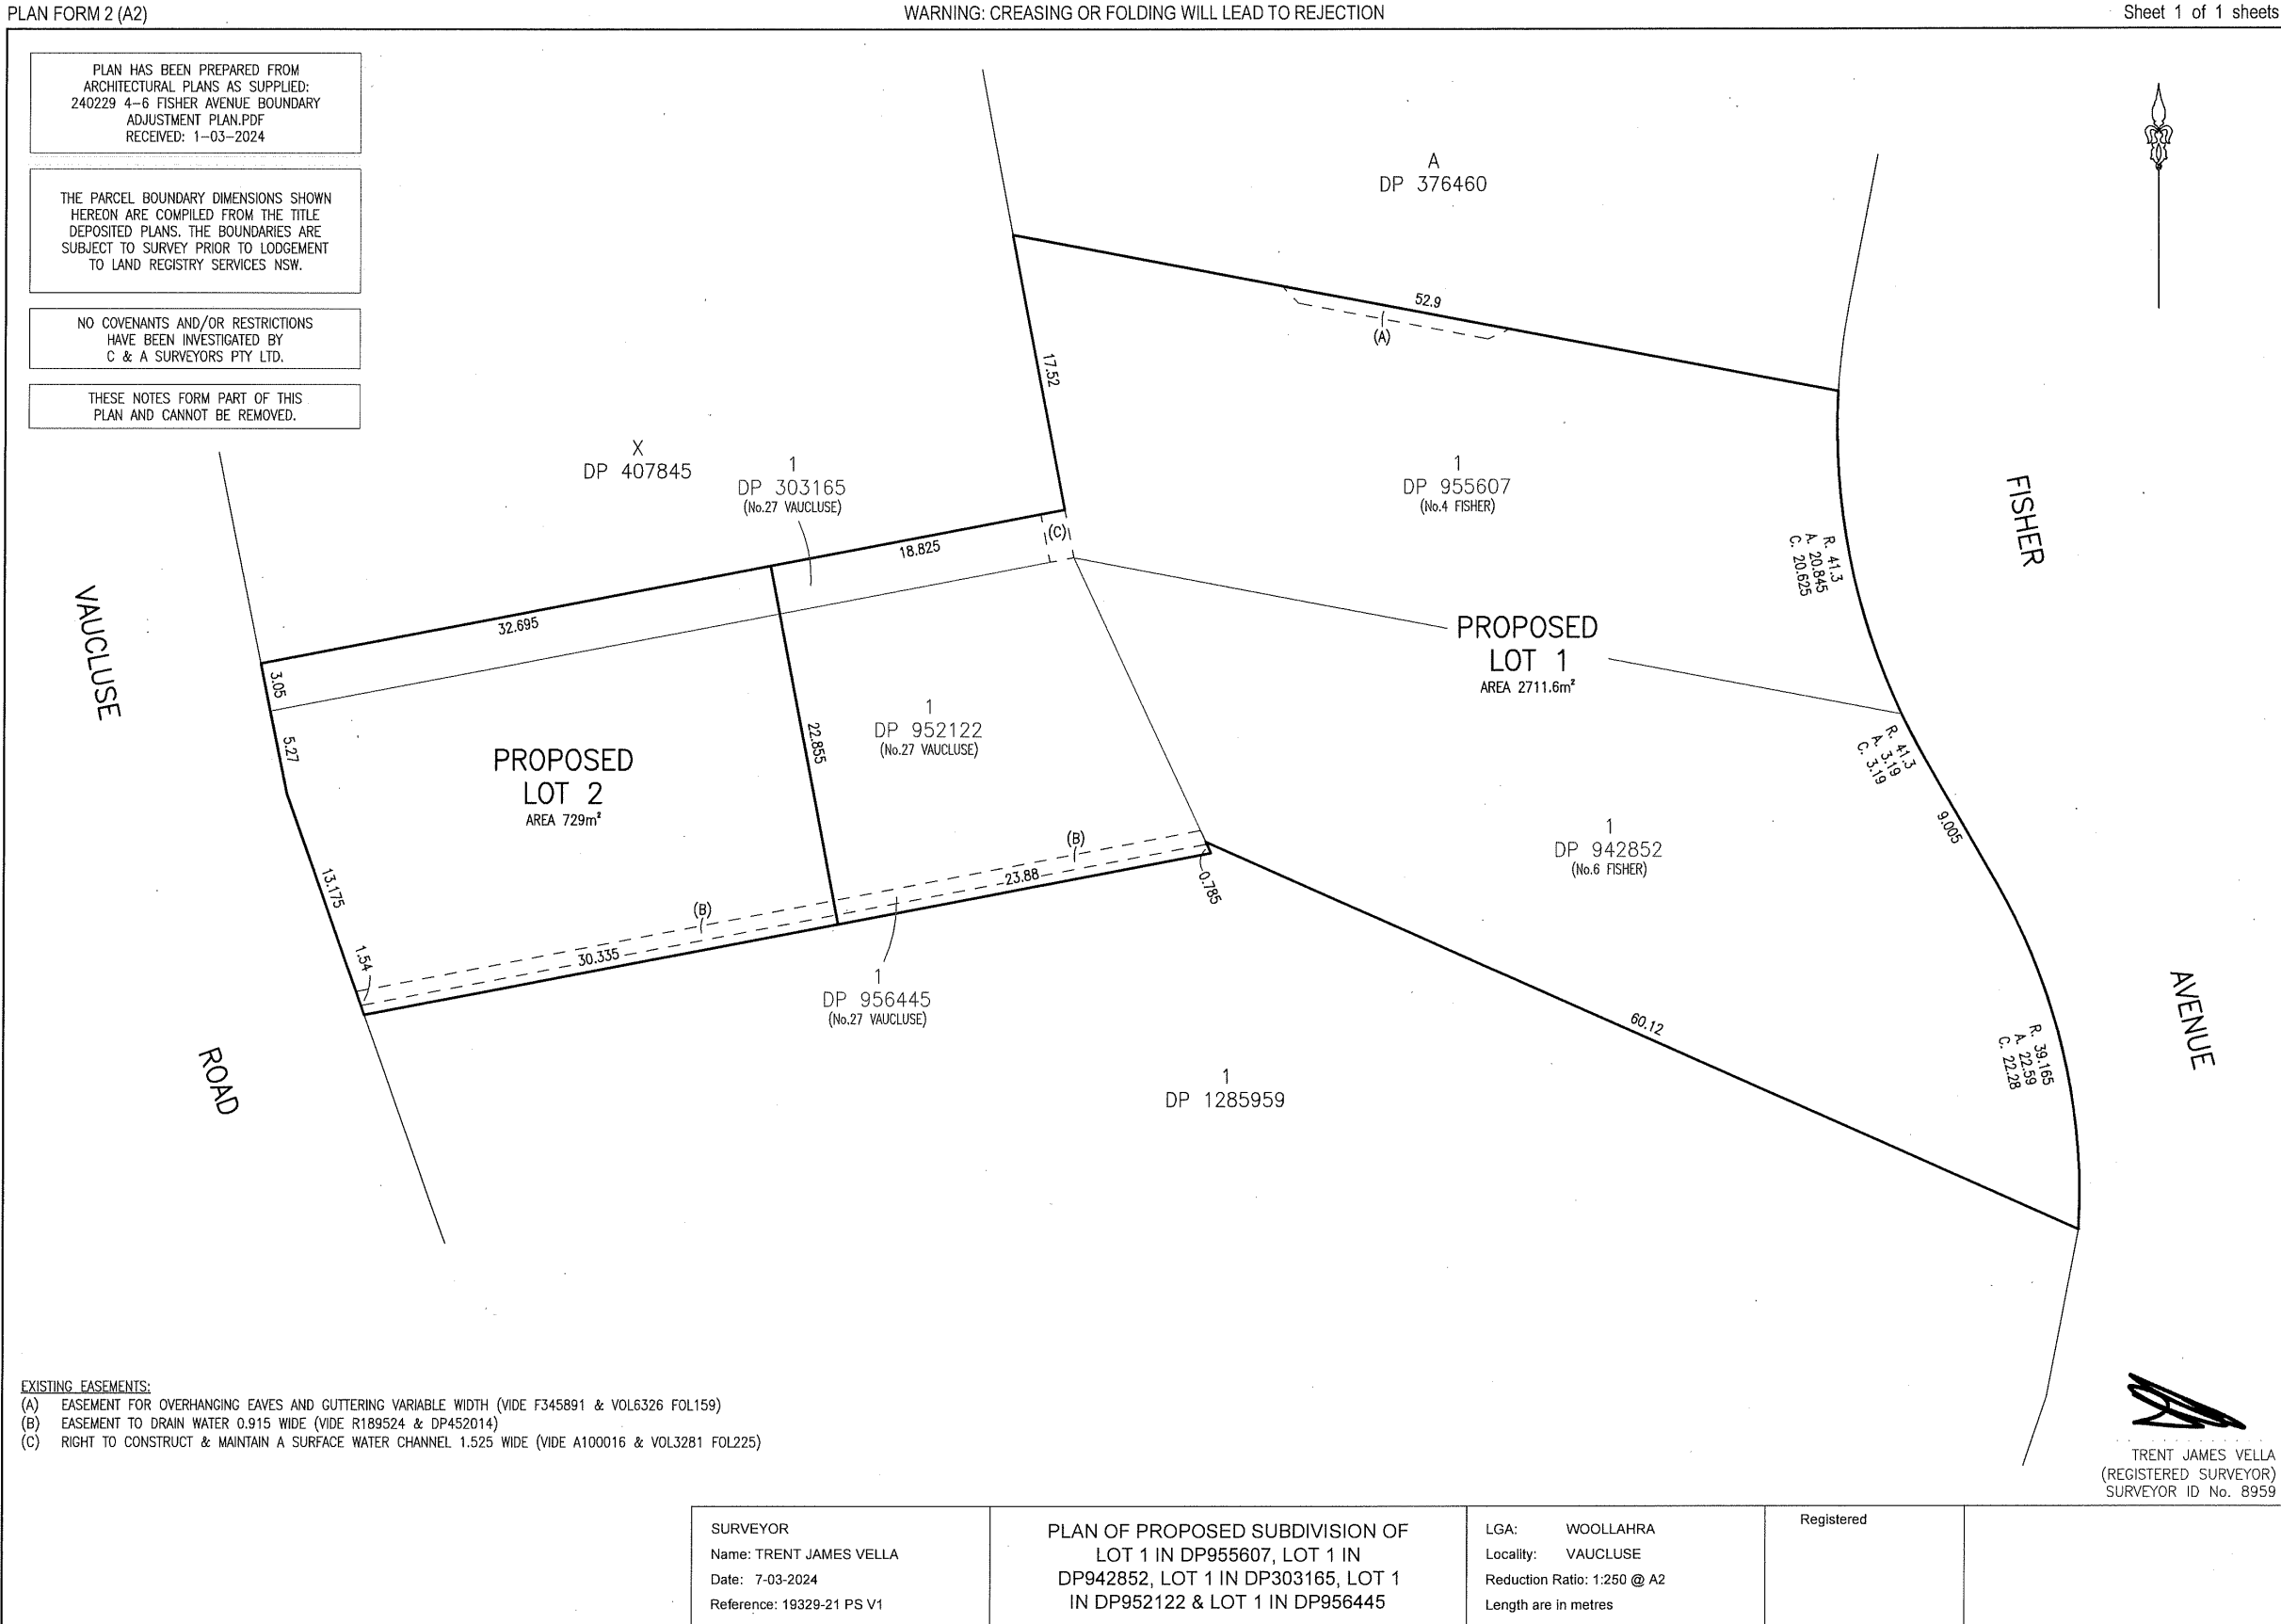 PLAN FORM 2 (A2)
WARNING: CREASING OR FOLDING WILL LEAD TO REJECTION
Sheet 1 of 1 sheets
PLAN HAS BEEN PREPARED FROM
ARCHITECTURAL PLANS AS SUPPLIED:
240229 4-6 FISHER AVENUE BOUNDARY
ADJUSTMENT PLAN.PDF
RECEIVED: 1-03-2024
THE PARCEL BOUNDARY DIMENSIONS SHOWN
HEREON ARE COMPILED FROM THE TITLE
DEPOSITED PLANS. THE BOUNDARIES ARE
SUBJECT TO SURVEY PRIOR TO LODGEMENT
TO LAND REGISTRY SERVICES NSW.
NO COVENANTS AND/OR RESTRICTIONS
HAVE BEEN INVESTIGATED BY
C & A SURVEYORS PTY LTD.
THESE NOTES FORM PART OF THIS
PLAN AND CANNOT BE REMOVED.
A
DP 376460
52.9
(A)
17.52
X
DP 407845
1
DP 303165
(No.27 VAUCLUSE)
18.825
(C)
1
DP 955607
(No.4 FISHER)
FISHER
R. 41.3
A. 20.845
C. 20.625
VAUCLUSE
32.695
3.05
5.27
PROPOSED
LOT 1
AREA 2711.6m²
1
DP 952122
(No.27 VAUCLUSE)
22.855
PROPOSED
LOT 2
AREA 729m²
R. 41.3
A. 3.19
C. 3.19
9.005
1
DP 942852
(No.6 FISHER)
(B)
23.88
0.785
13.175
(B)
1.54
30.335
1
DP 956445
(No.27 VAUCLUSE)
60.12
AVENUE
R. 39.165
A. 22.59
C. 22.28
ROAD
1
DP 1285959
EXISTING EASEMENTS:
(A) EASEMENT FOR OVERHANGING EAVES AND GUTTERING VARIABLE WIDTH (VIDE F345891 & VOL6326 FOL159)
(B) EASEMENT TO DRAIN WATER 0.915 WIDE (VIDE R189524 & DP452014)
(C) RIGHT TO CONSTRUCT & MAINTAIN A SURFACE WATER CHANNEL 1.525 WIDE (VIDE A100016 & VOL3281 FOL225)
TRENT JAMES VELLA
(REGISTERED SURVEYOR)
SURVEYOR ID No. 8959
SURVEYOR
Name: TRENT JAMES VELLA
Date: 7-03-2024
Reference: 19329-21 PS V1
PLAN OF PROPOSED SUBDIVISION OF
LOT 1 IN DP955607, LOT 1 IN
DP942852, LOT 1 IN DP303165, LOT 1
IN DP952122 & LOT 1 IN DP956445
LGA: WOOLLAHRA
Locality: VAUCLUSE
Reduction Ratio: 1:250 @ A2
Length are in metres
Registered